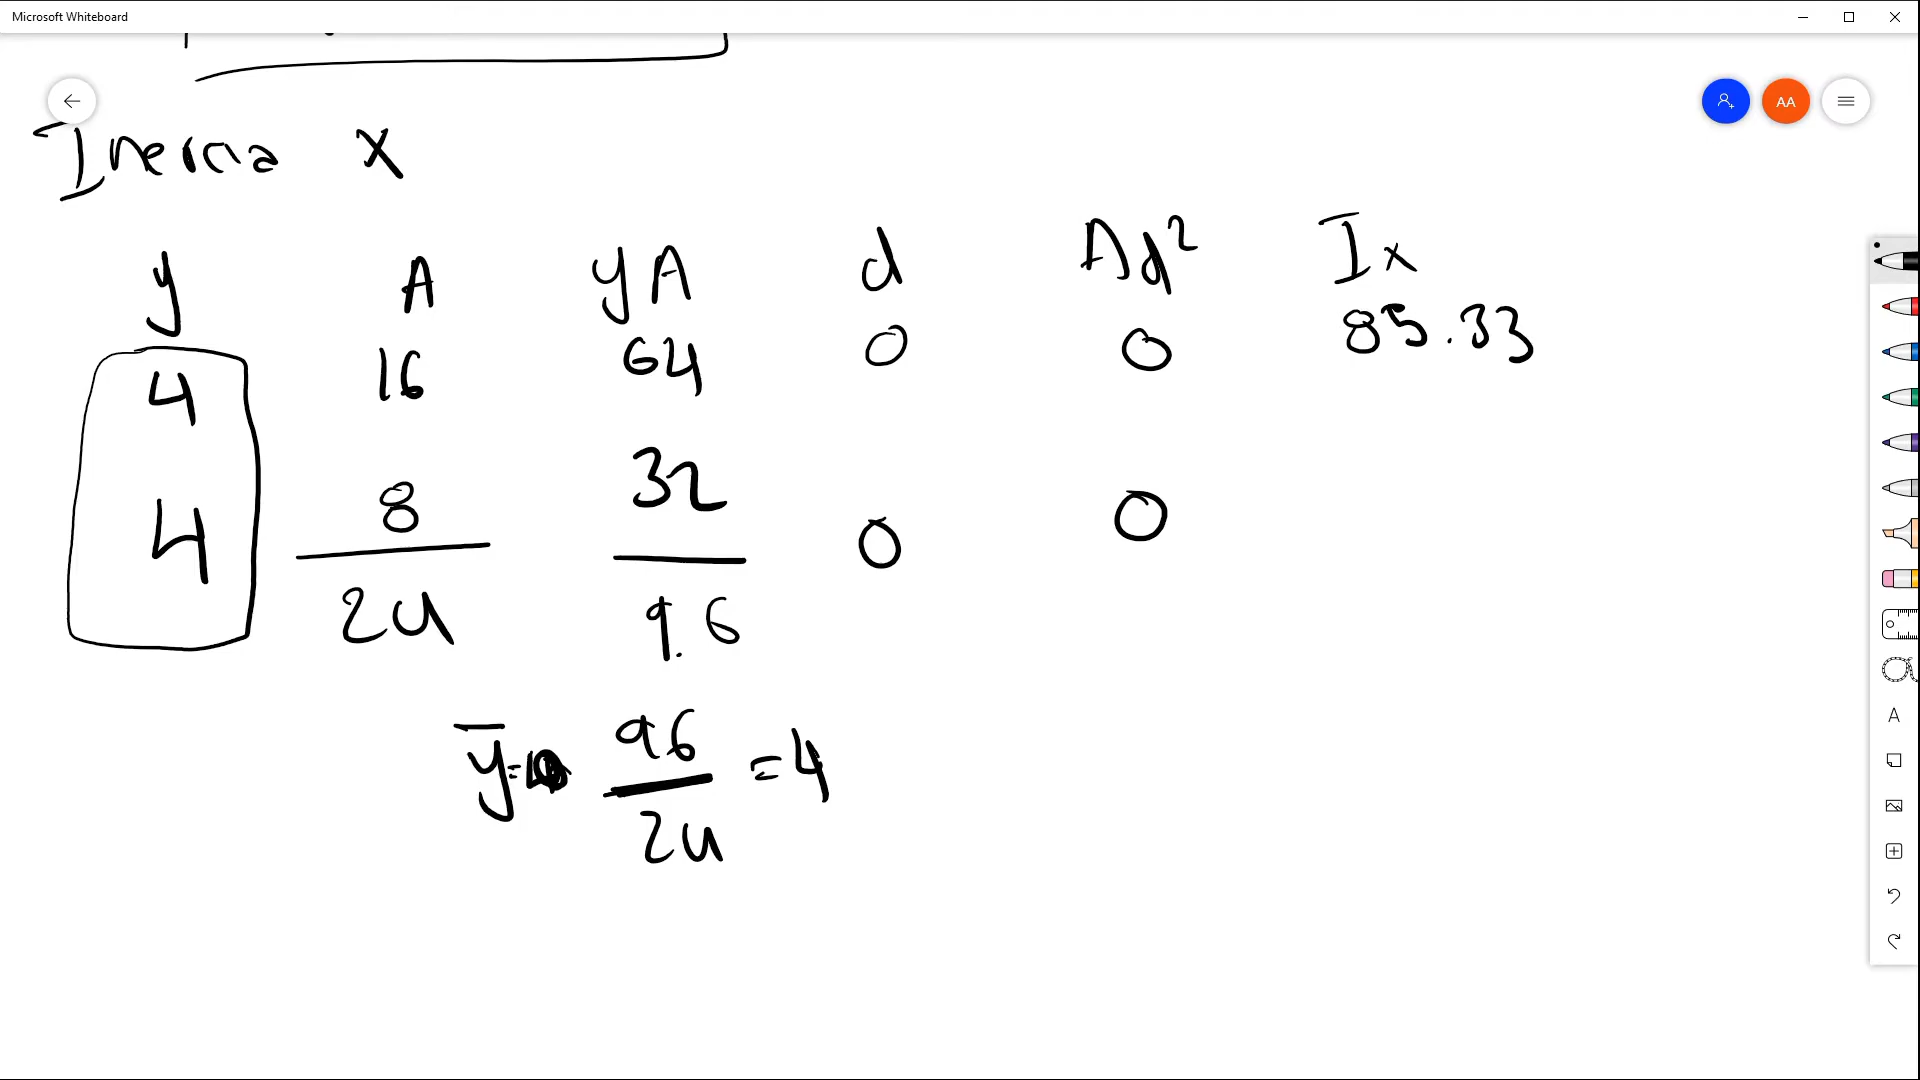 Microsoft Whiteboard
AA
Inercia x
y A yA d Ad² Ix
4 16 64 0 0 85.33
4 8 32 0 0
24 96
y̅ = 96/24 = 4
A